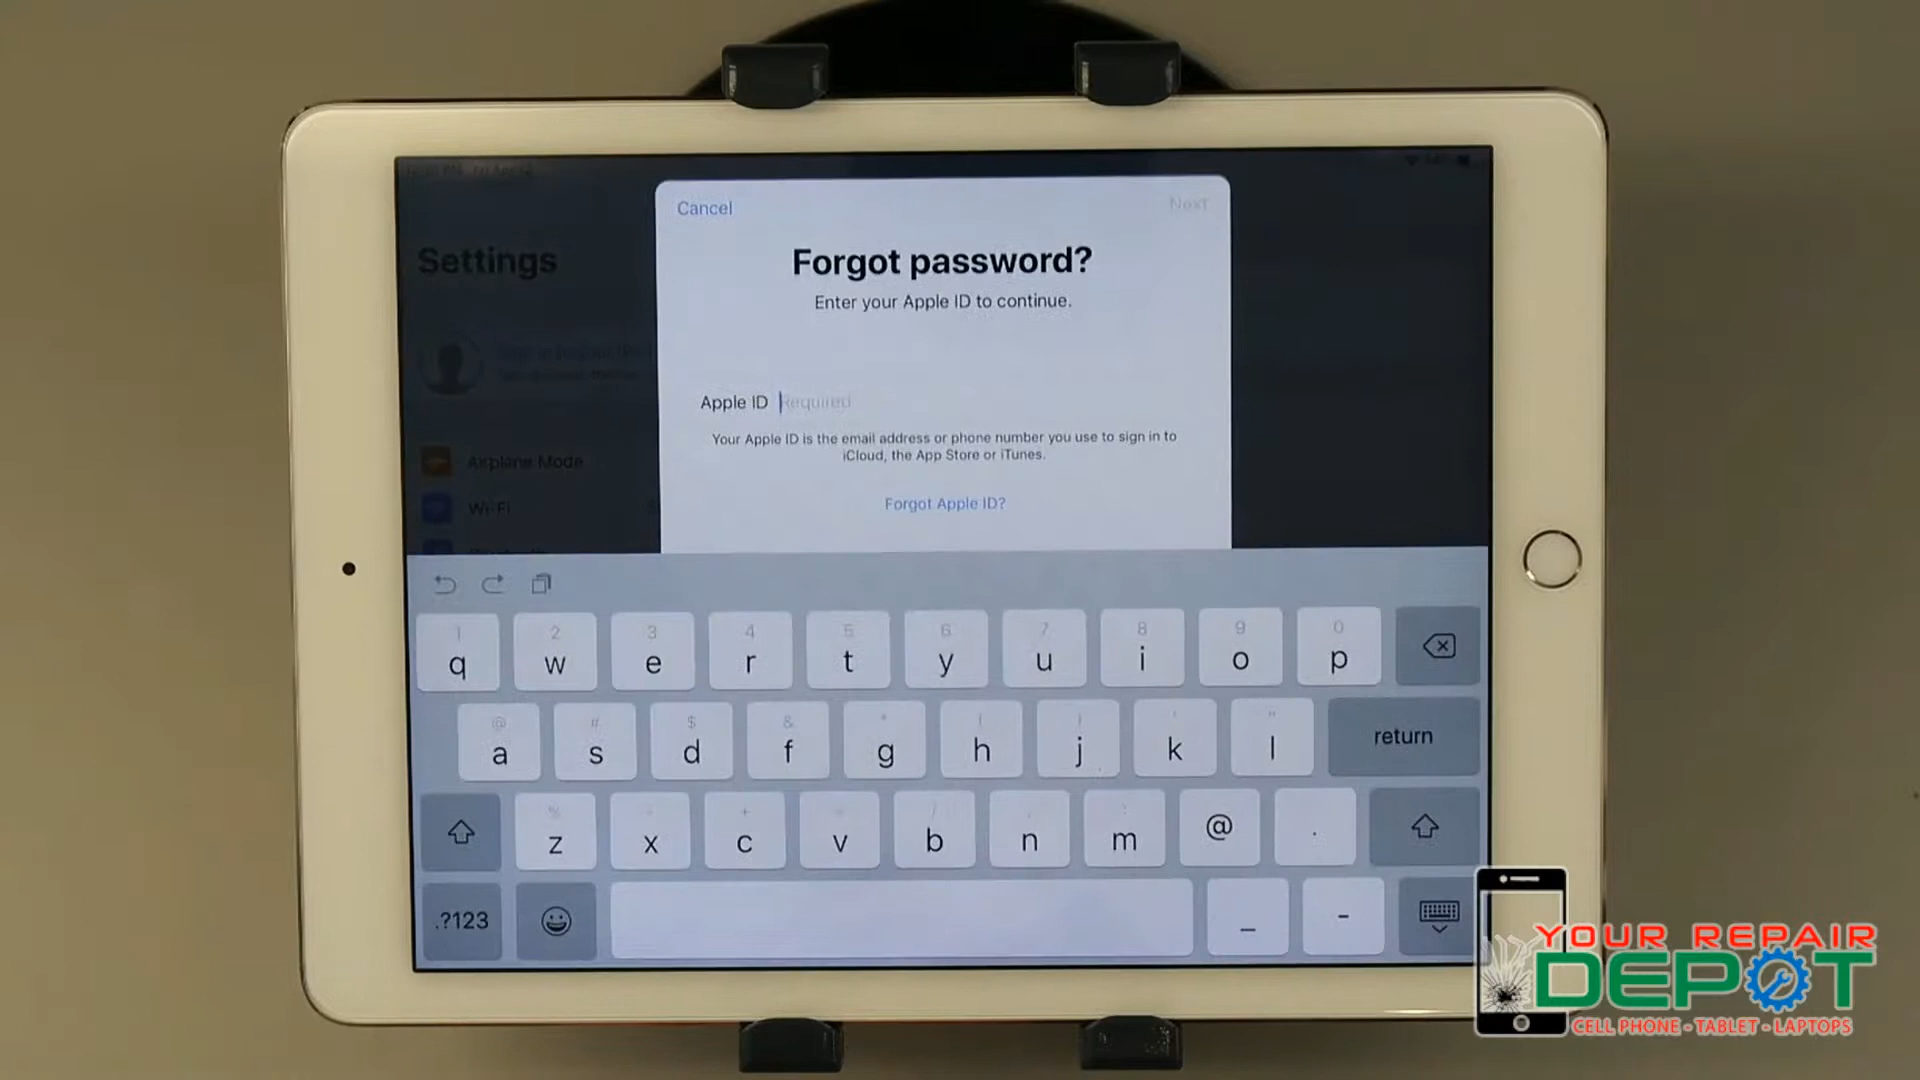 Cancel
Next
Forgot password?
Enter your Apple ID to continue.
Settings
Apple ID Required
Your Apple ID is the email address or phone number you use to sign in to
iCloud, the App Store or iTunes.
Airplane Mode
Forgot Apple ID?
Wi-Fi
1 2 3 4 5 6 7 8 9 0
q w e r t y u i o p
@ # $ & *
a s d f g h j k l return
z x c v b n m @ .
.?123 _ -
YOUR REPAIR
DEPOT
CELL PHONE - TABLET - LAPTOPS